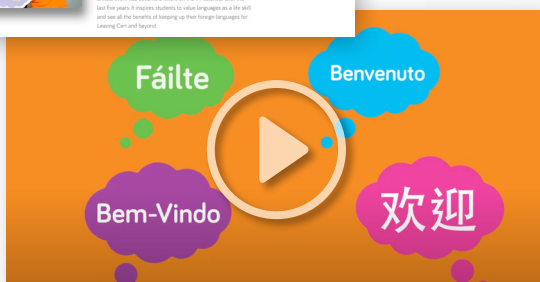 last five years. It inspires students to value languages as a life skill
and see all the benefits of keeping up their foreign languages for
Leaving Cert and beyond
Fáilte
Benvenuto
Bem-Vindo
欢迎